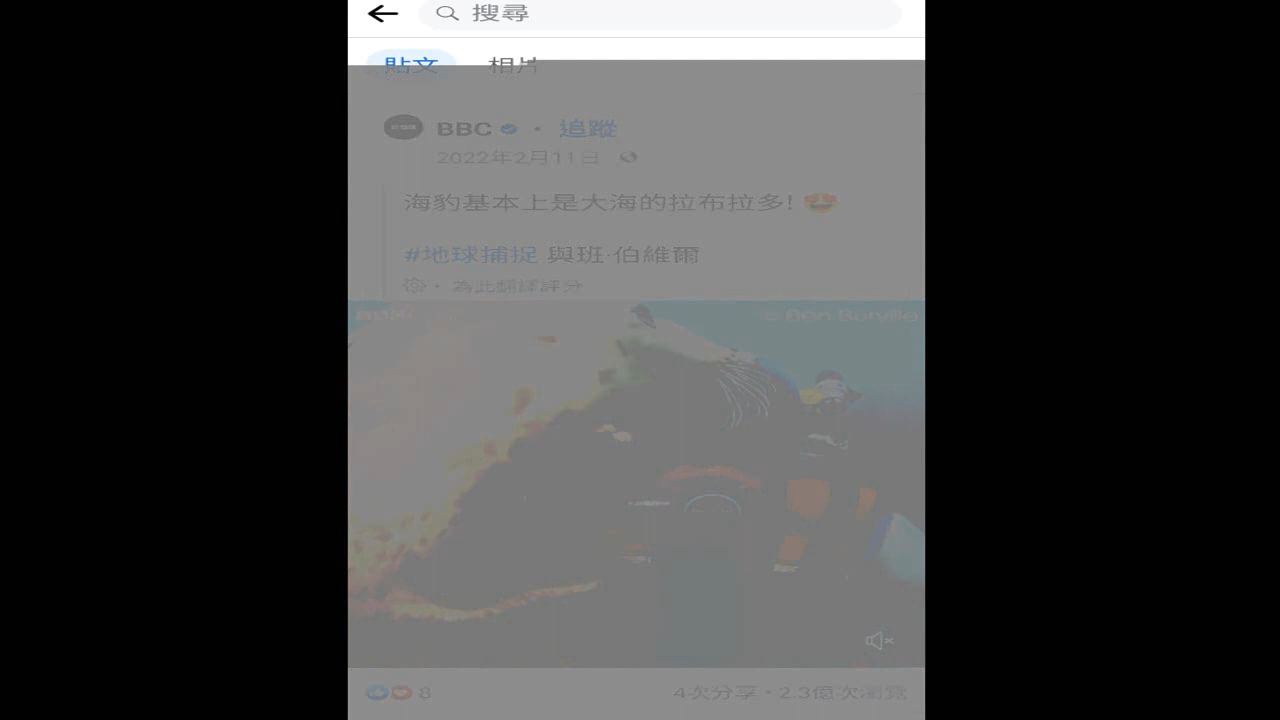 搜尋
貼文 相片
BBC · 追蹤
2022年2月11日
海豹基本上是大海的拉布拉多! 🤩
#地球捕捉 與班·伯維爾
· 為此翻譯評分
© Ben Burville
8 4次分享 · 2.3億次瀏覽